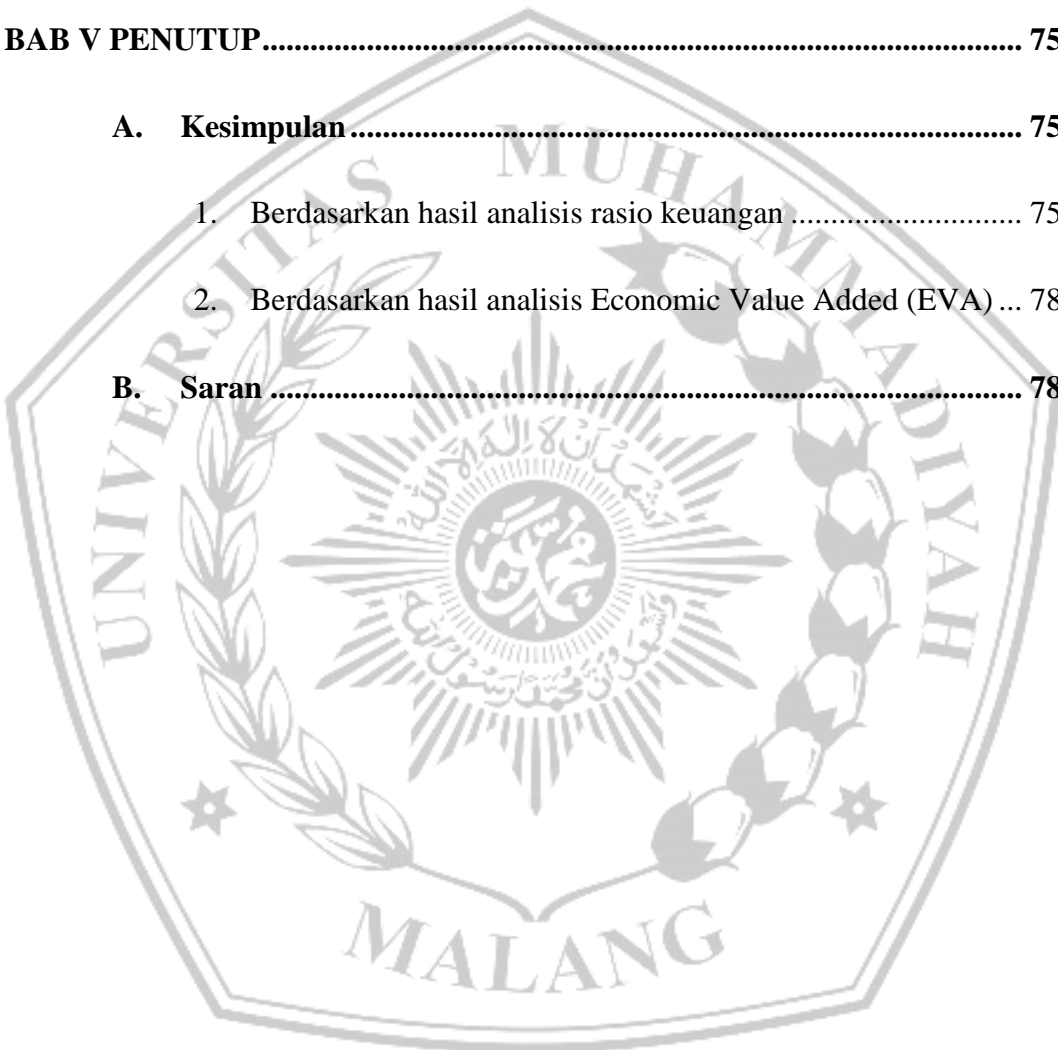 BAB V PENUTUP............................................................................................... 75
A. Kesimpulan.................................................................................... 75
1. Berdasarkan hasil analisis rasio keuangan ............................. 75
2. Berdasarkan hasil analisis Economic Value Added (EVA) ... 78
B. Saran .............................................................................................. 78
UNIVERSITAS MUHAMMADIYAH
MALANG